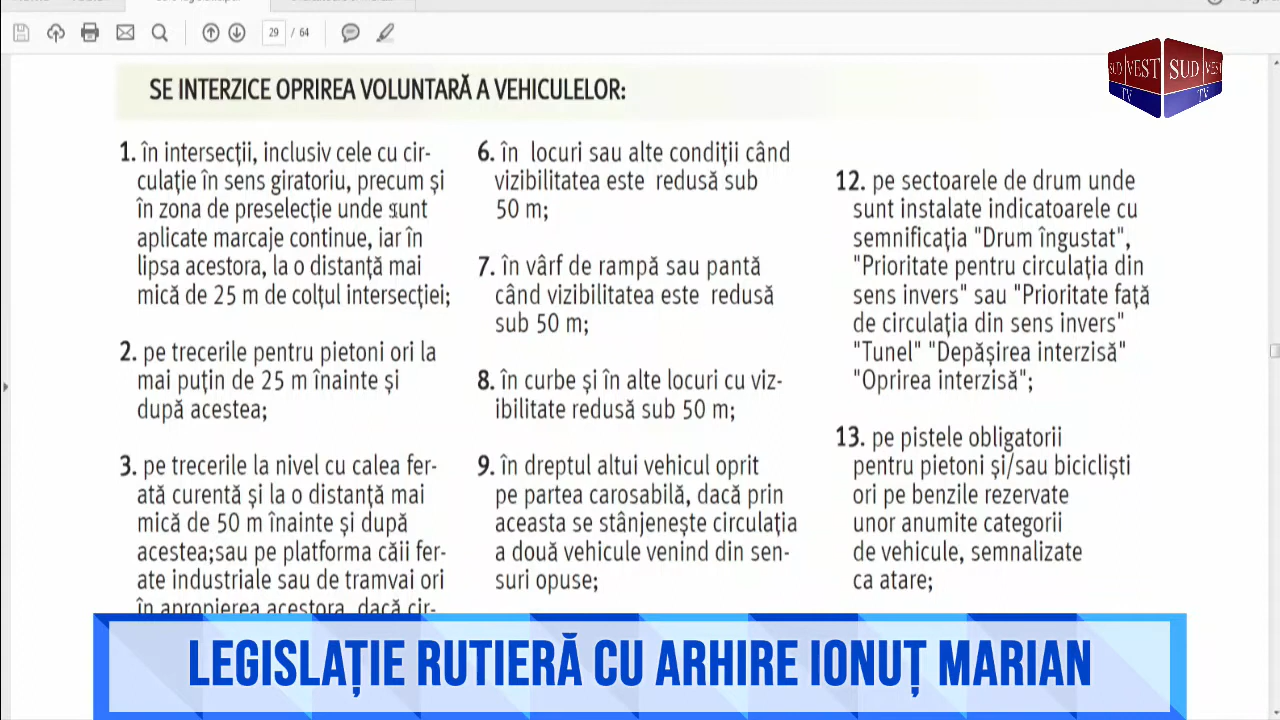 29 / 64
SUD VEST SUD VEST
TV TV
SE INTERZICE OPRIREA VOLUNTARĂ A VEHICULELOR:
1. în intersecții, inclusiv cele cu cir-
culație în sens giratoriu, precum și
în zona de preselecție unde sunt
aplicate marcaje continue, iar în
lipsa acestora, la o distanță mai
mică de 25 m de colțul intersecției;
2. pe trecerile pentru pietoni ori la
mai puțin de 25 m înainte și
după acestea;
3. pe trecerile la nivel cu calea fer-
ată curentă și la o distanță mai
mică de 50 m înainte și după
acestea;sau pe platforma căii fer-
ate industriale sau de tramvai ori
în apropierea acestora, dacă cir-
6. în locuri sau alte condiții când
vizibilitatea este redusă sub
50 m;
7. în vârf de rampă sau pantă
când vizibilitatea este redusă
sub 50 m;
8. în curbe și în alte locuri cu viz-
ibilitate redusă sub 50 m;
9. în dreptul altui vehicul oprit
pe partea carosabilă, dacă prin
aceasta se stânjenește circulația
a două vehicule venind din sen-
suri opuse;
12. pe sectoarele de drum unde
sunt instalate indicatoarele cu
semnificația "Drum îngustat",
"Prioritate pentru circulația din
sens invers" sau "Prioritate față
de circulația din sens invers"
"Tunel" "Depășirea interzisă"
"Oprirea interzisă";
13. pe pistele obligatorii
pentru pietoni și/sau bicicliști
ori pe benzile rezervate
unor anumite categorii
de vehicule, semnalizate
ca atare;
LEGISLAȚIE RUTIERĂ CU ARHIRE IONUȚ MARIAN